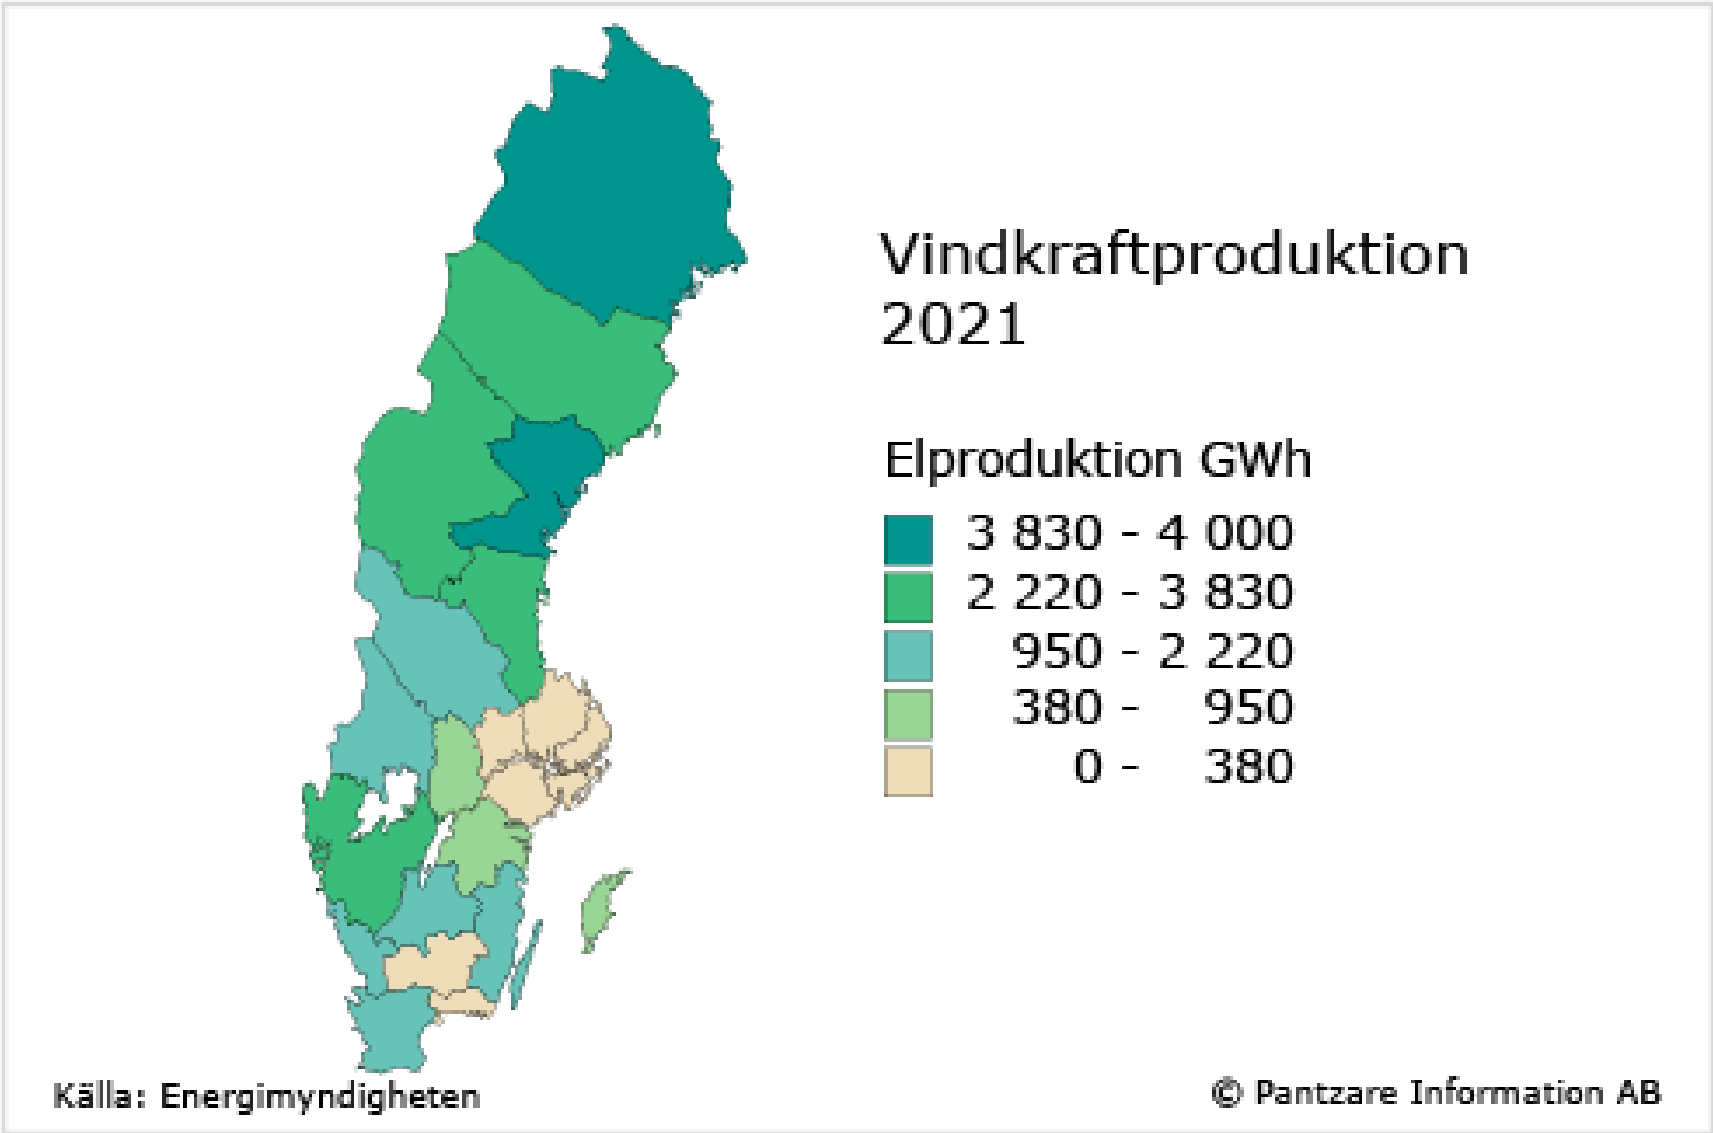 Vindkraftproduktion
2021
Elproduktion GWh
3 830 - 4 000
2 220 - 3 830
950 - 2 220
380 - 950
0 - 380
Källa: Energimyndigheten
© Pantzare Information AB